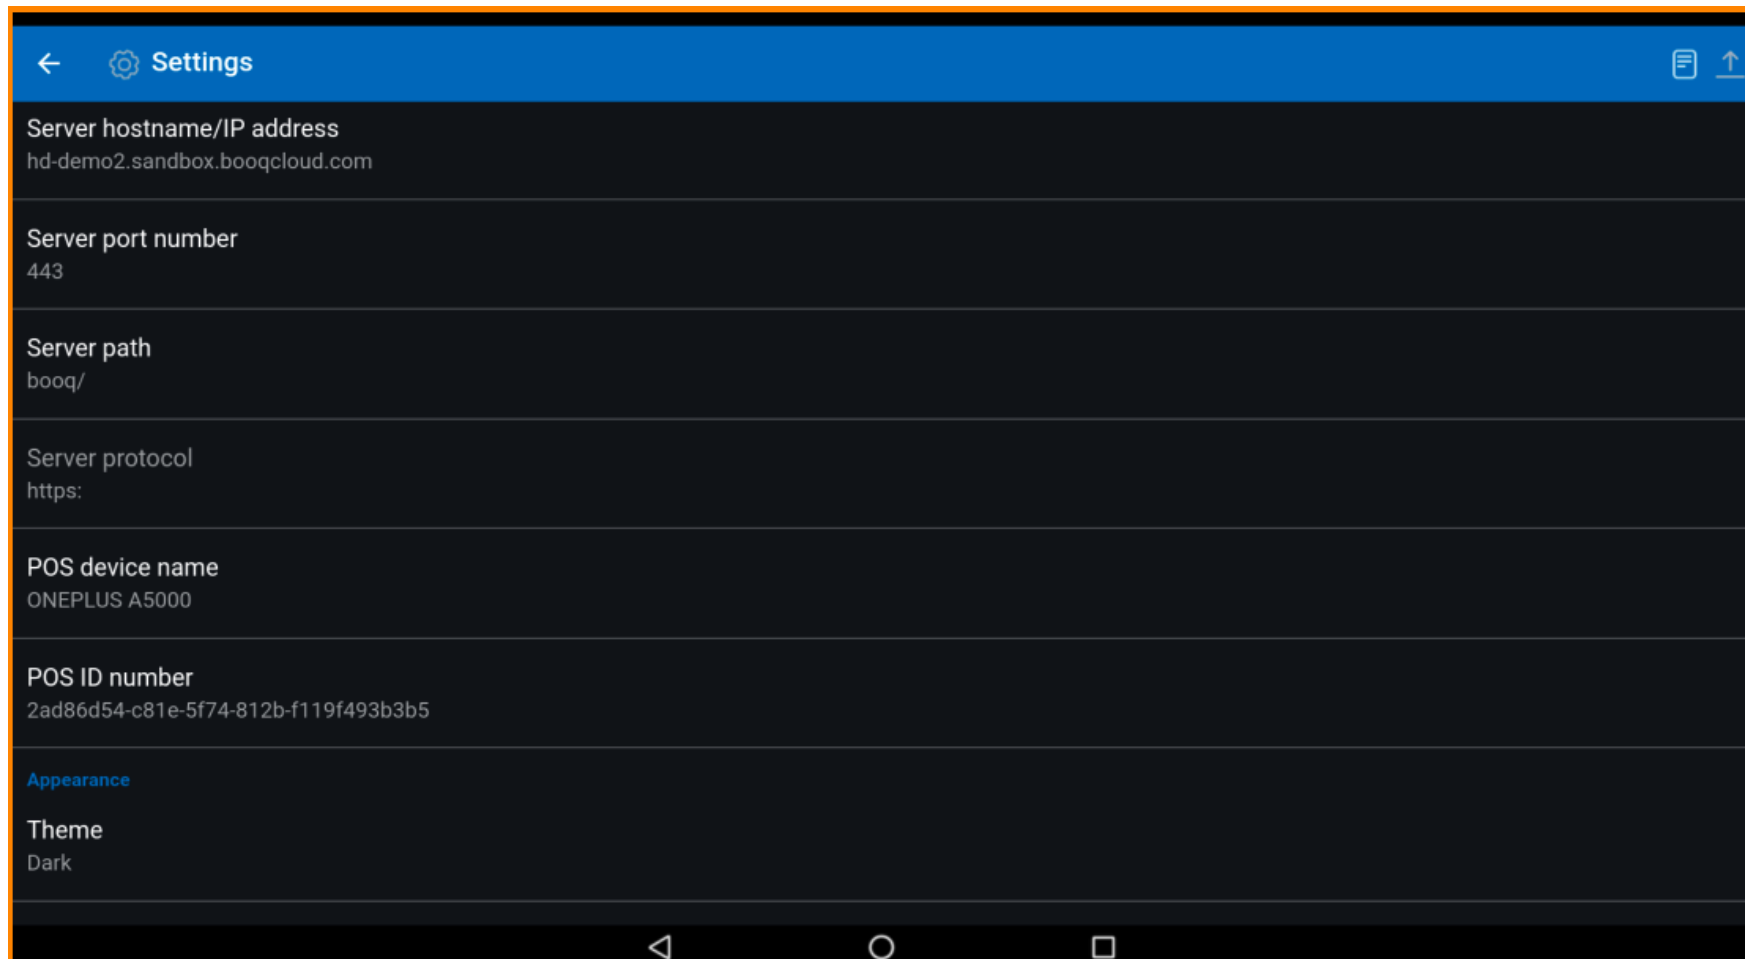 Settings
Server hostname/IP address
hd-demo2.sandbox.booqcloud.com
Server port number
443
Server path
booq/
Server protocol
https:
POS device name
ONEPLUS A5000
POS ID number
2ad86d54-c81e-5f74-812b-f119f493b3b5
Appearance
Theme
Dark